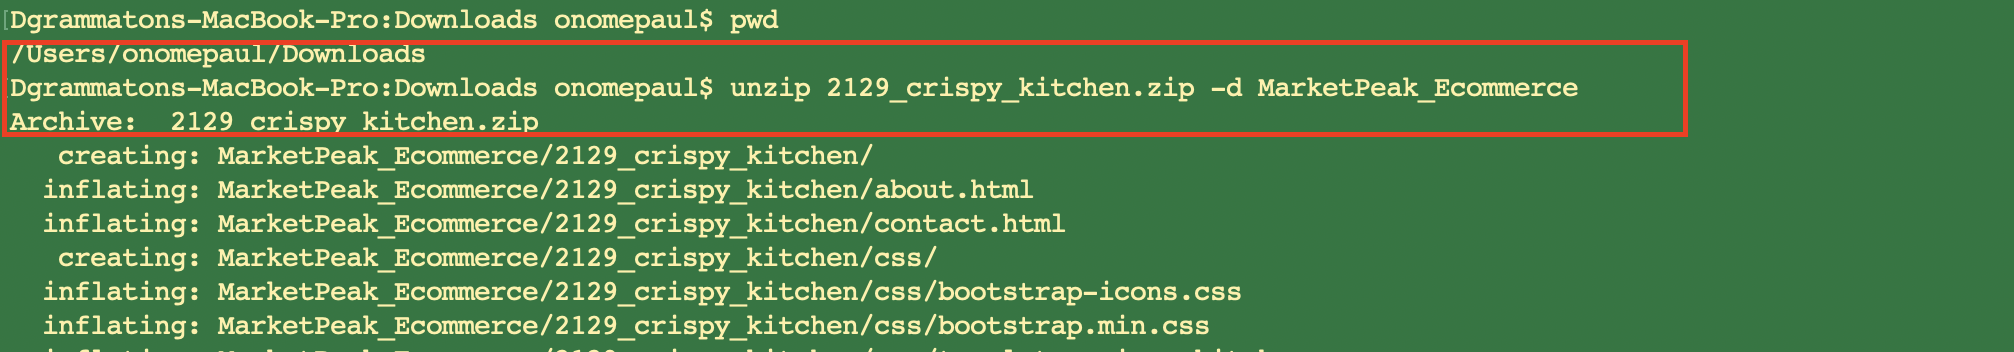 Dgrammatons-MacBook-Pro:Downloads onomepaul$ pwd
/Users/onomepaul/Downloads
Dgrammatons-MacBook-Pro:Downloads onomepaul$ unzip 2129_crispy_kitchen.zip -d MarketPeak_Ecommerce
Archive:  2129_crispy_kitchen.zip
   creating: MarketPeak_Ecommerce/2129_crispy_kitchen/
  inflating: MarketPeak_Ecommerce/2129_crispy_kitchen/about.html
  inflating: MarketPeak_Ecommerce/2129_crispy_kitchen/contact.html
   creating: MarketPeak_Ecommerce/2129_crispy_kitchen/css/
  inflating: MarketPeak_Ecommerce/2129_crispy_kitchen/css/bootstrap-icons.css
  inflating: MarketPeak_Ecommerce/2129_crispy_kitchen/css/bootstrap.min.css